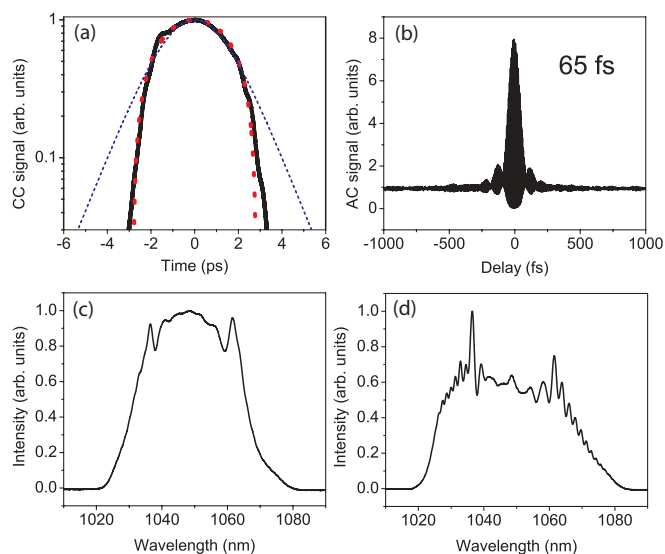 (a)
CC signal (arb. units)
1
0.1
-6 -4 -2 0 2 4 6
Time (ps)
(b)
65 fs
AC signal (arb. units)
8
6
4
2
0
-1000 -500 0 500 1000
Delay (fs)
(c)
Intensity (arb. units)
1.0
0.8
0.6
0.4
0.2
0.0
1020 1040 1060 1080
Wavelength (nm)
(d)
Intensity (arb. units)
1.0
0.8
0.6
0.4
0.2
0.0
1020 1040 1060 1080
Wavelength (nm)